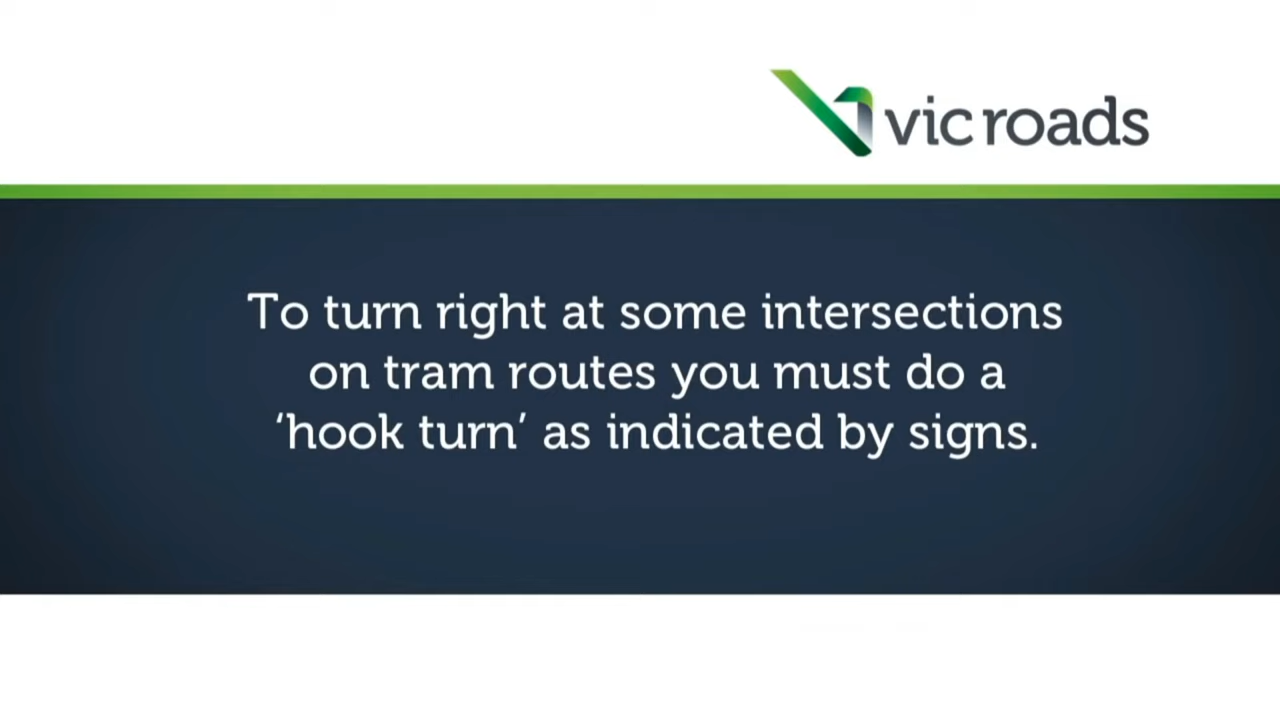 vic roads
To turn right at some intersections
on tram routes you must do a
‘hook turn’ as indicated by signs.